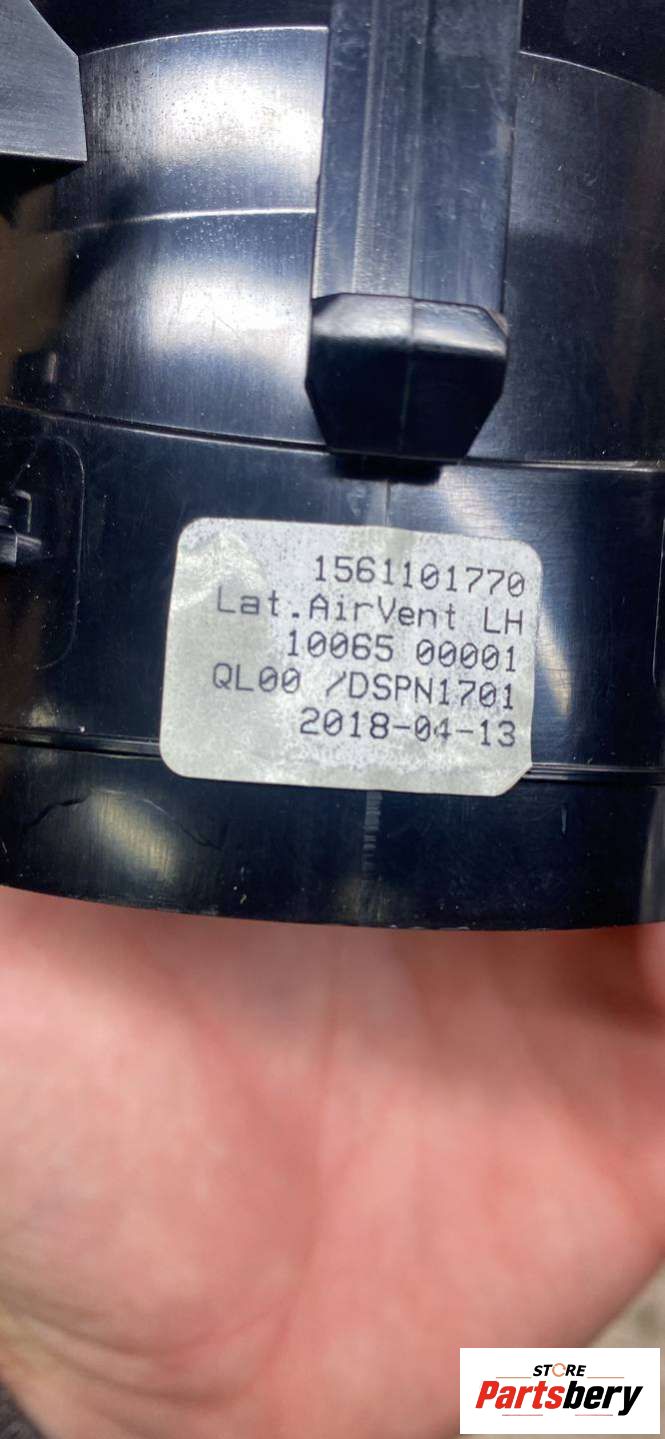 1561101770
Lat.AirVent LH
10065 00001
QL00 /DSPN1701
2018-04-13
STORE
Partsbery